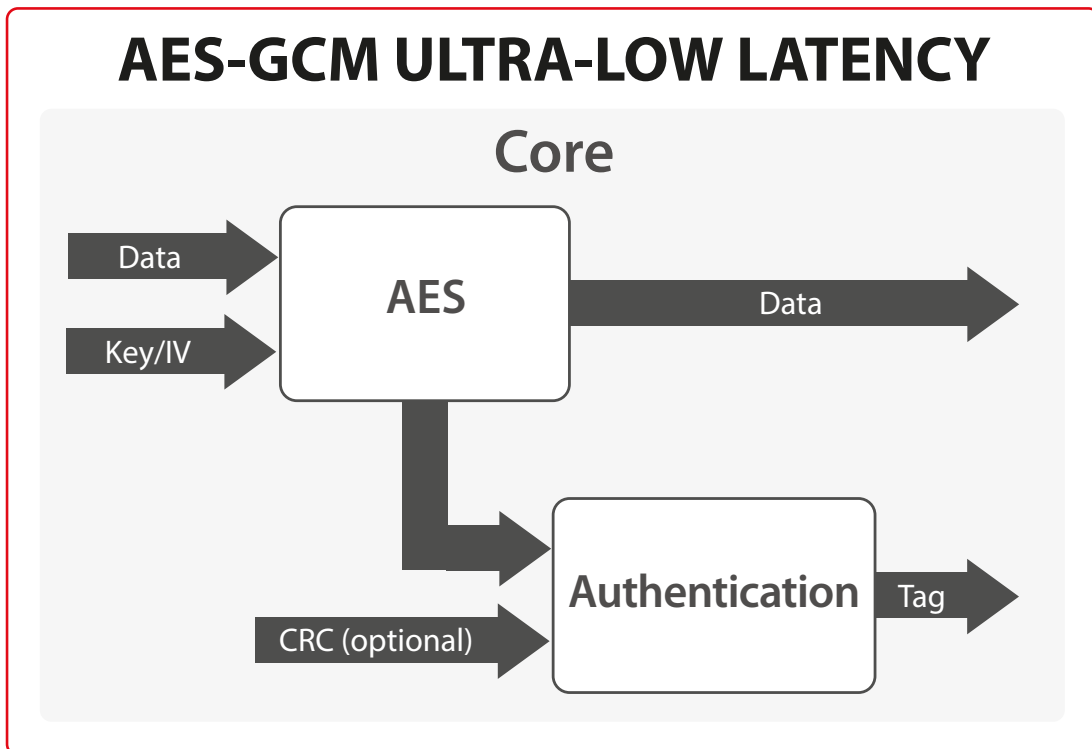 AES-GCM ULTRA-LOW LATENCY
Core
Data
AES
Data
Key/IV
Authentication
Tag
CRC (optional)